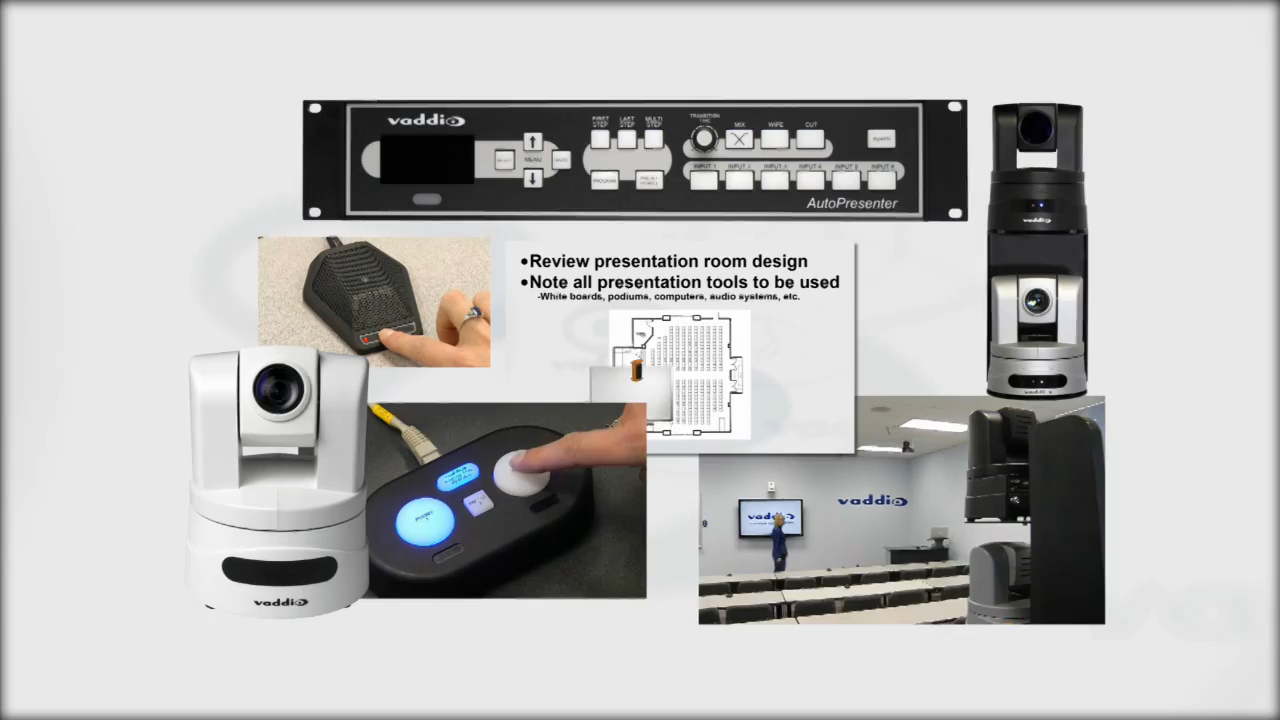 vaddio
FIRST STEP
LAST STEP
MULTI STEP
TRANSITION TIME
MIX
WIPE
CUT
MENU
PROGRAM
INPUT 1
INPUT 2
INPUT 3
INPUT 4
INPUT 5
INPUT 6
AutoPresenter
vaddio
•Review presentation room design
•Note all presentation tools to be used
-White boards, podiums, computers, audio systems, etc.
vaddio
vaddio
vaddio